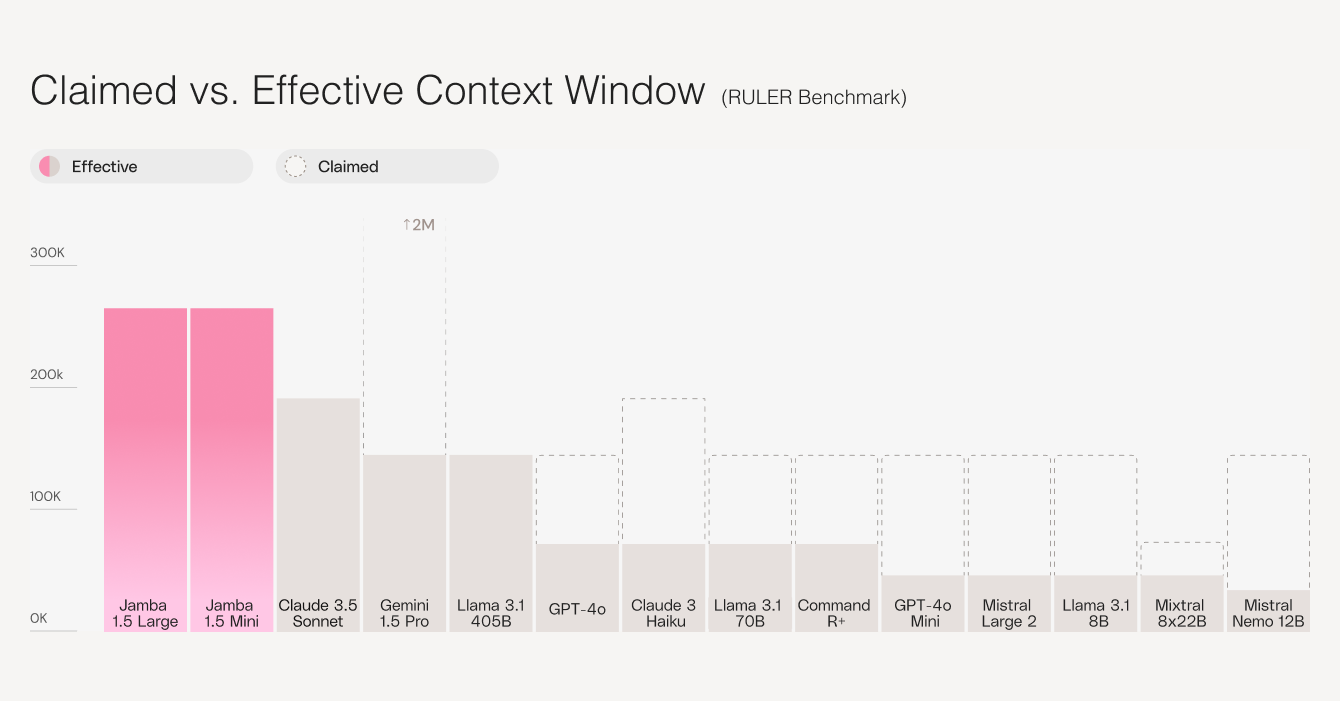 Claimed vs. Effective Context Window (RULER Benchmark)
Effective
Claimed
↑2M
300K
200k
100K
0K
Jamba
1.5 Large
Jamba
1.5 Mini
Claude 3.5
Sonnet
Gemini
1.5 Pro
Llama 3.1
405B
GPT-4o
Claude 3
Haiku
Llama 3.1
70B
Command
R+
GPT-4o
Mini
Mistral
Large 2
Llama 3.1
8B
Mixtral
8x22B
Mistral
Nemo 12B